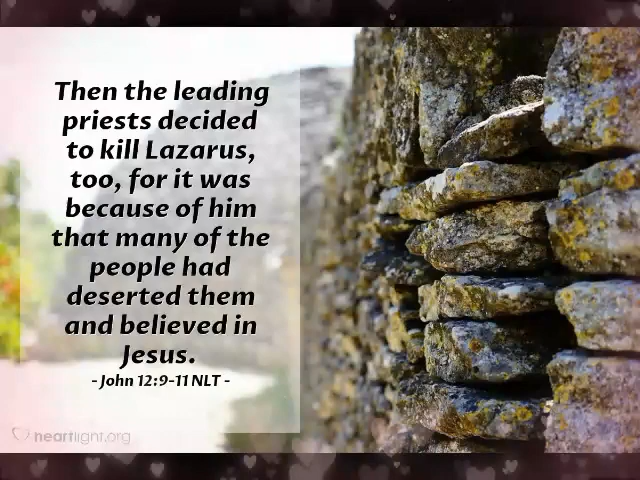 Then the leading
priests decided
to kill Lazarus,
too, for it was
because of him
that many of the
people had
deserted them
and believed in
Jesus.
- John 12:9-11 NLT -
heartlight.org